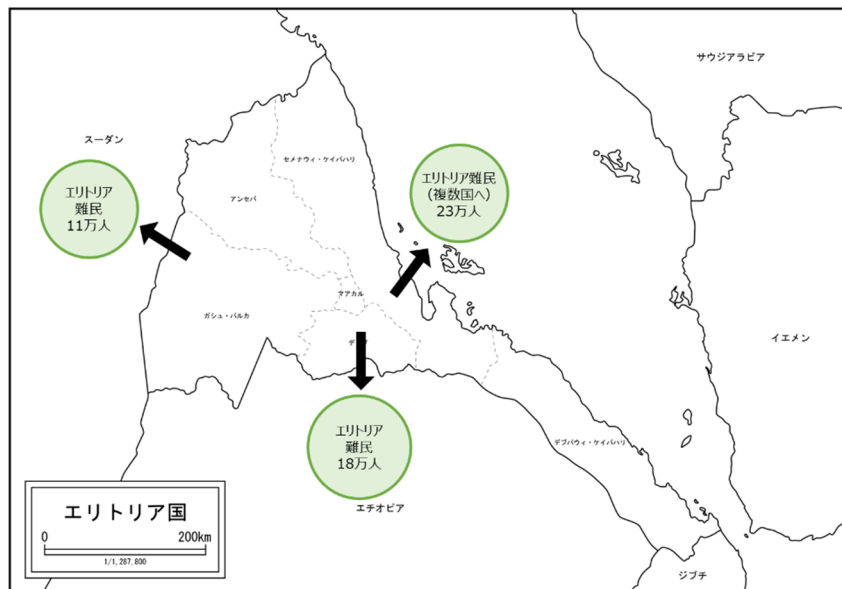 サウジアラビア
スーダン
セメナウィ・ケイバハリ
エリトリア難民
(複数国へ)
23万人
エリトリア
難民
11万人
アンセバ
マアカル
ガシュ・バルカ
イエメン
エリトリア
難民
18万人
デブバウィ・ケイバハリ
エチオピア
エリトリア国
0
200km
1/1,287,800
ジブチ